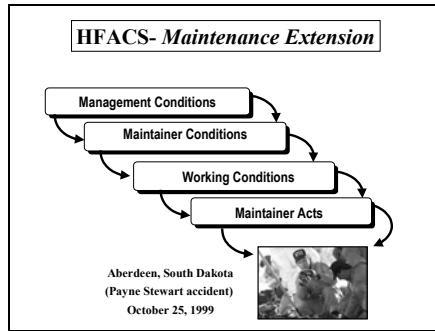 HFACS- Maintenance Extension
Management Conditions
Maintainer Conditions
Working Conditions
Maintainer Acts
Aberdeen, South Dakota
(Payne Stewart accident)
October 25, 1999